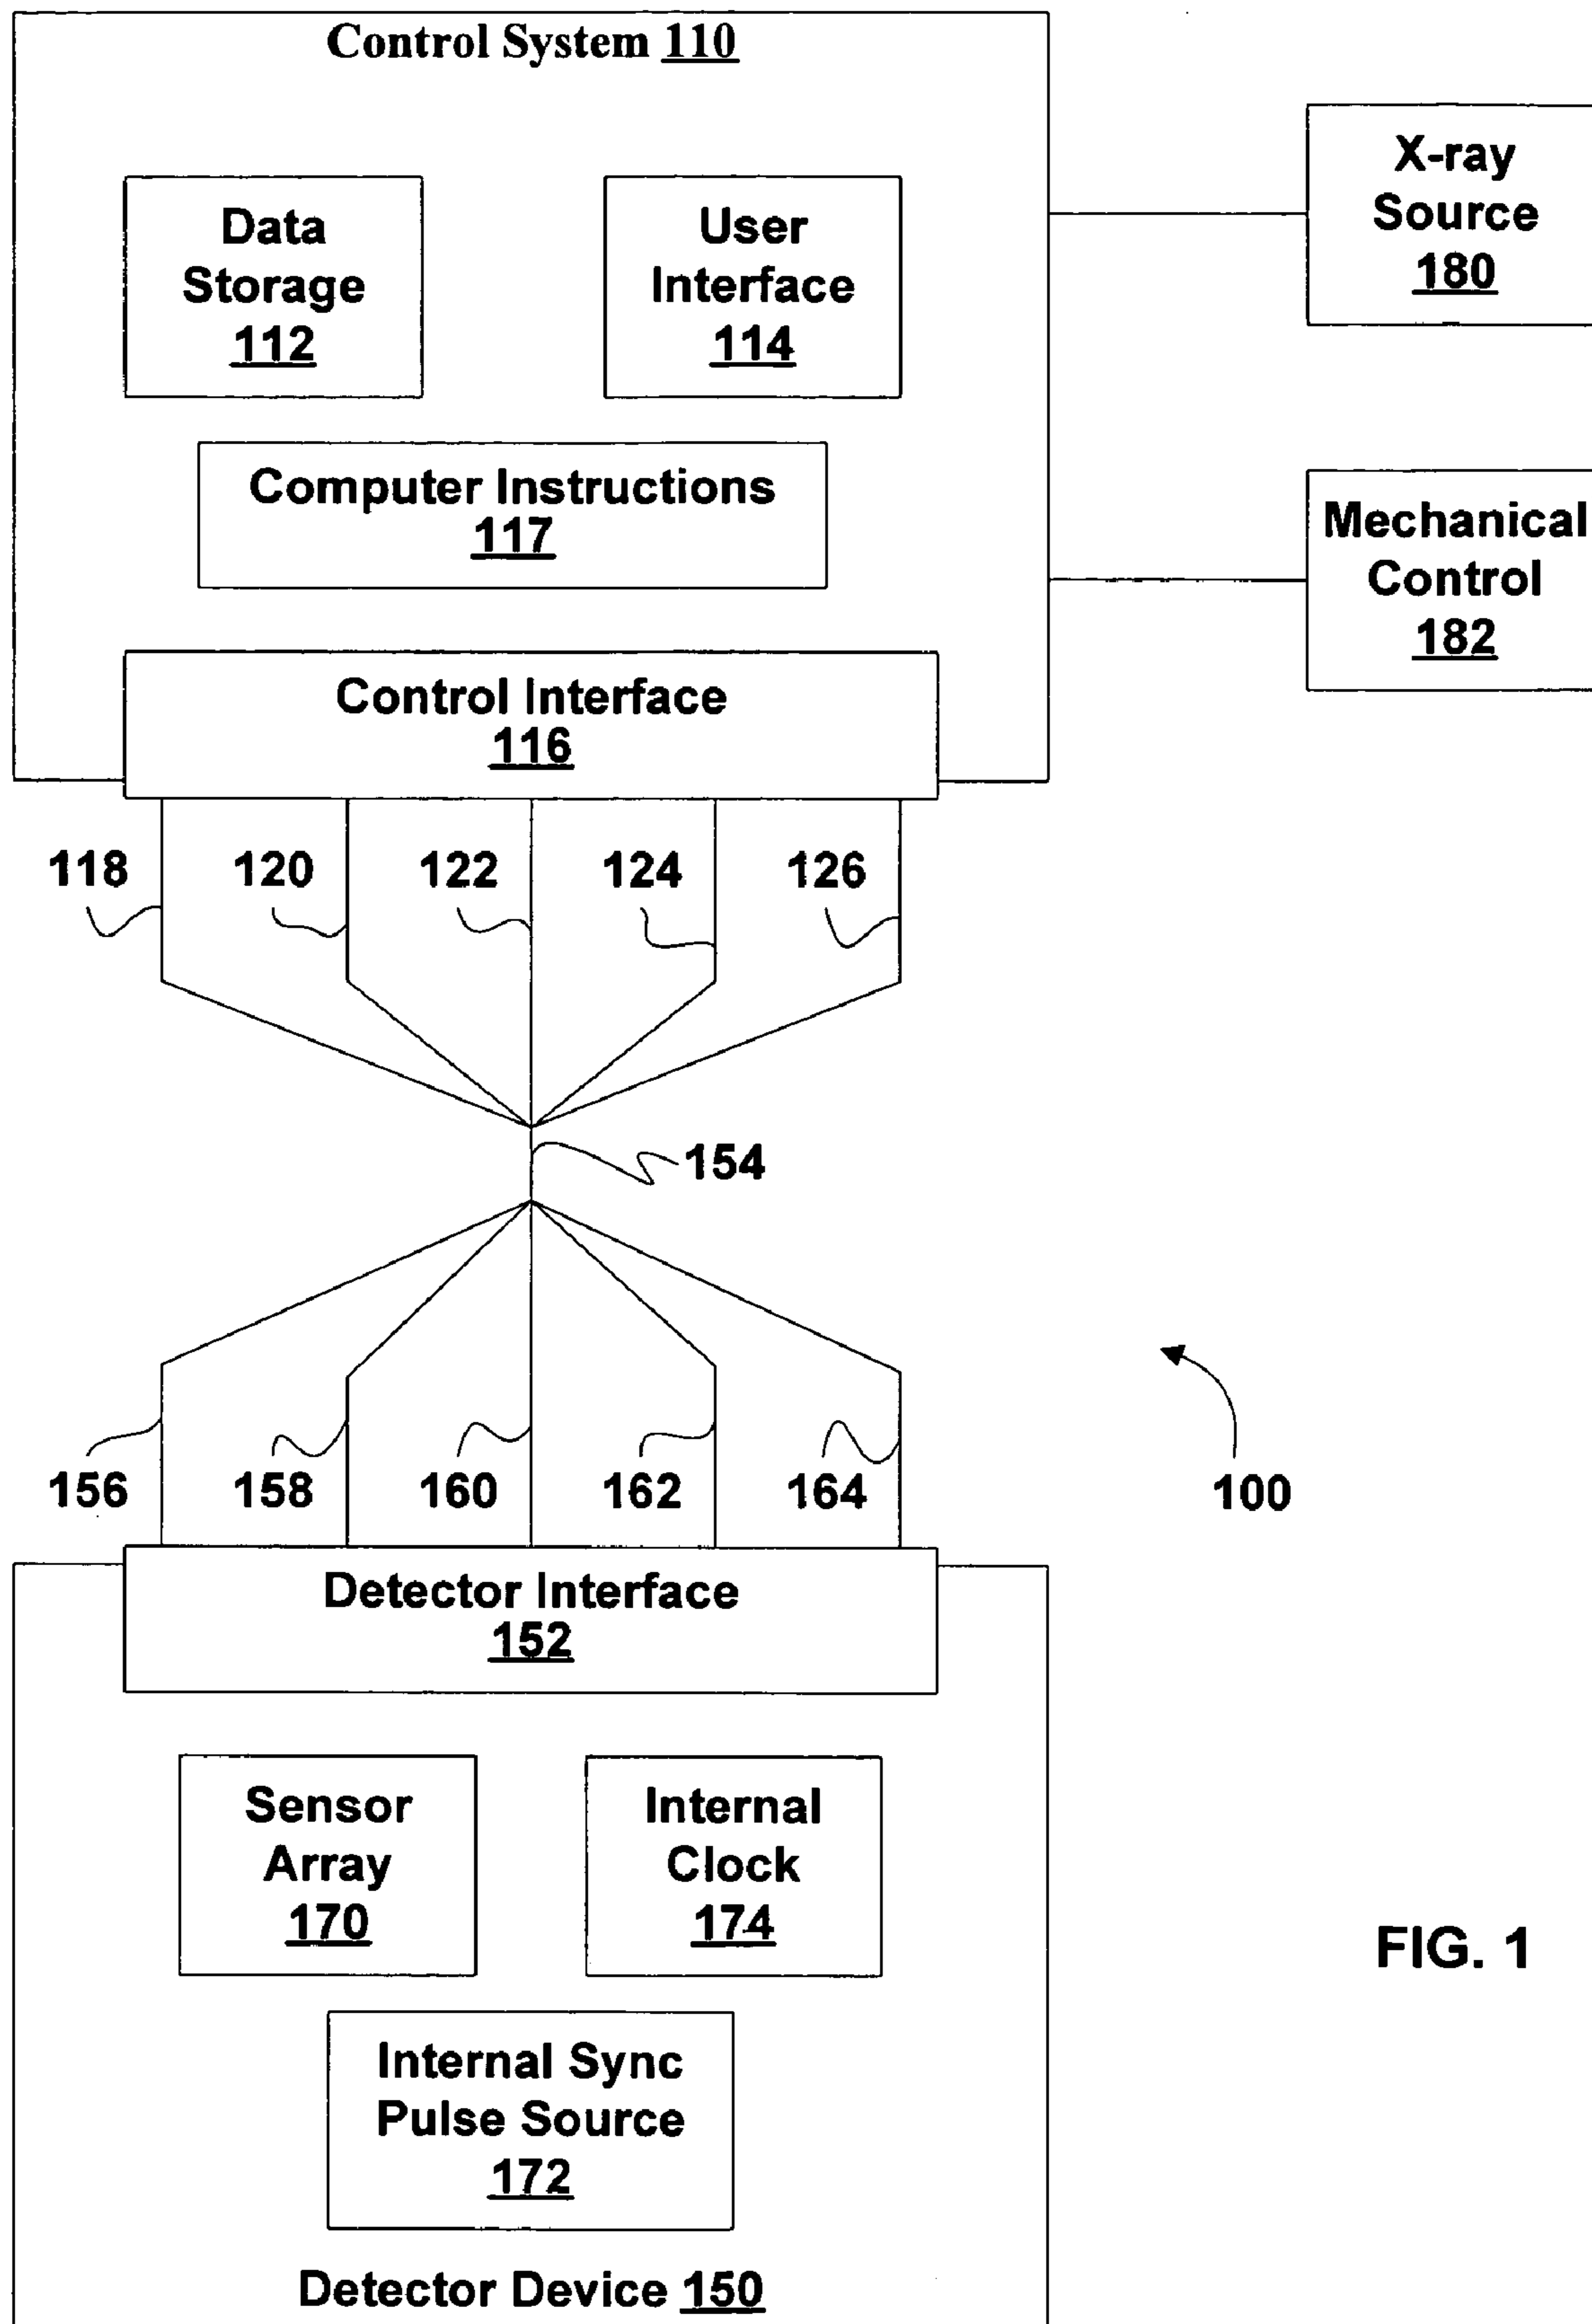 Control System 110
Data
Storage
112
User
Interface
114
Computer Instructions
117
Control Interface
116
X-ray
Source
180
Mechanical
Control
182
118
120
122
124
126
154
156
158
160
162
164
100
Detector Interface
152
Sensor
Array
170
Internal
Clock
174
Internal Sync
Pulse Source
172
Detector Device 150
FIG. 1